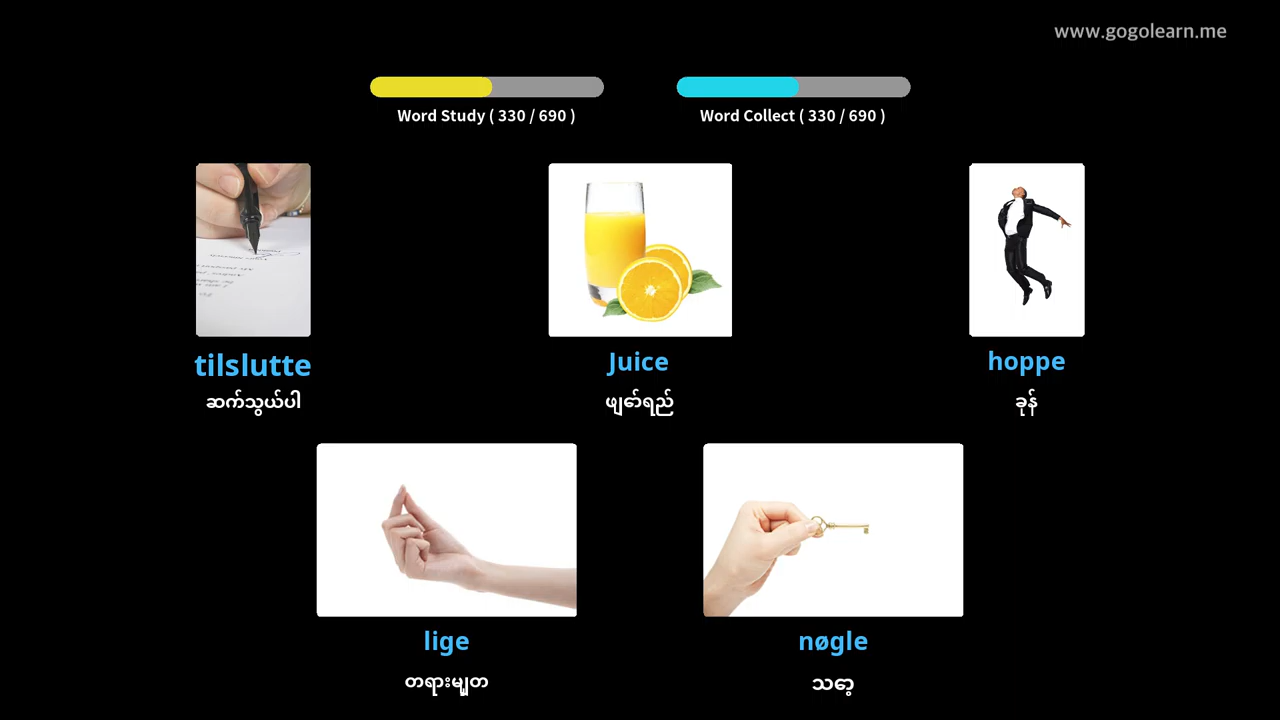 www.gogolearn.me
Word Study ( 330 / 690 )
Word Collect ( 330 / 690 )
tilslutte
ဆက်သွယ်ပါ
Juice
ဖျော်ရည်
hoppe
ခုန်
lige
တရားမျှတ
nøgle
သော့